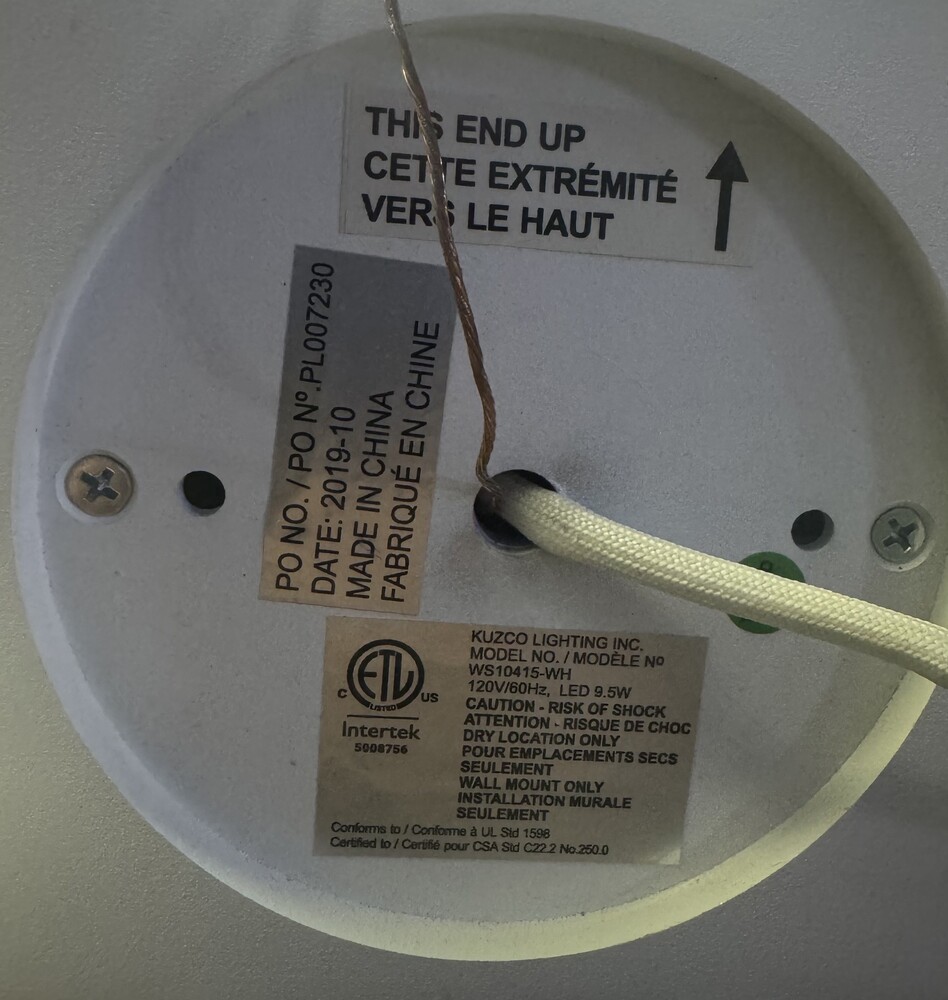 THIS END UP
CETTE EXTRÉMITÉ
VERS LE HAUT
PO NO. / PO Nº.PL007230
DATE: 2019-10
MADE IN CHINA
FABRIQUÉ EN CHINE
ETL
LISTED
C US
Intertek
5008756
KUZCO LIGHTING INC.
MODEL NO. / MODÈLE Nº
WS10415-WH
120V/60Hz, LED 9.5W
CAUTION - RISK OF SHOCK
ATTENTION - RISQUE DE CHOC
DRY LOCATION ONLY
POUR EMPLACEMENTS SECS
SEULEMENT
WALL MOUNT ONLY
INSTALLATION MURALE
SEULEMENT
Conforms to / Conforme à UL Std 1598
Certified to / Certifié pour CSA Std C22.2 No.250.0